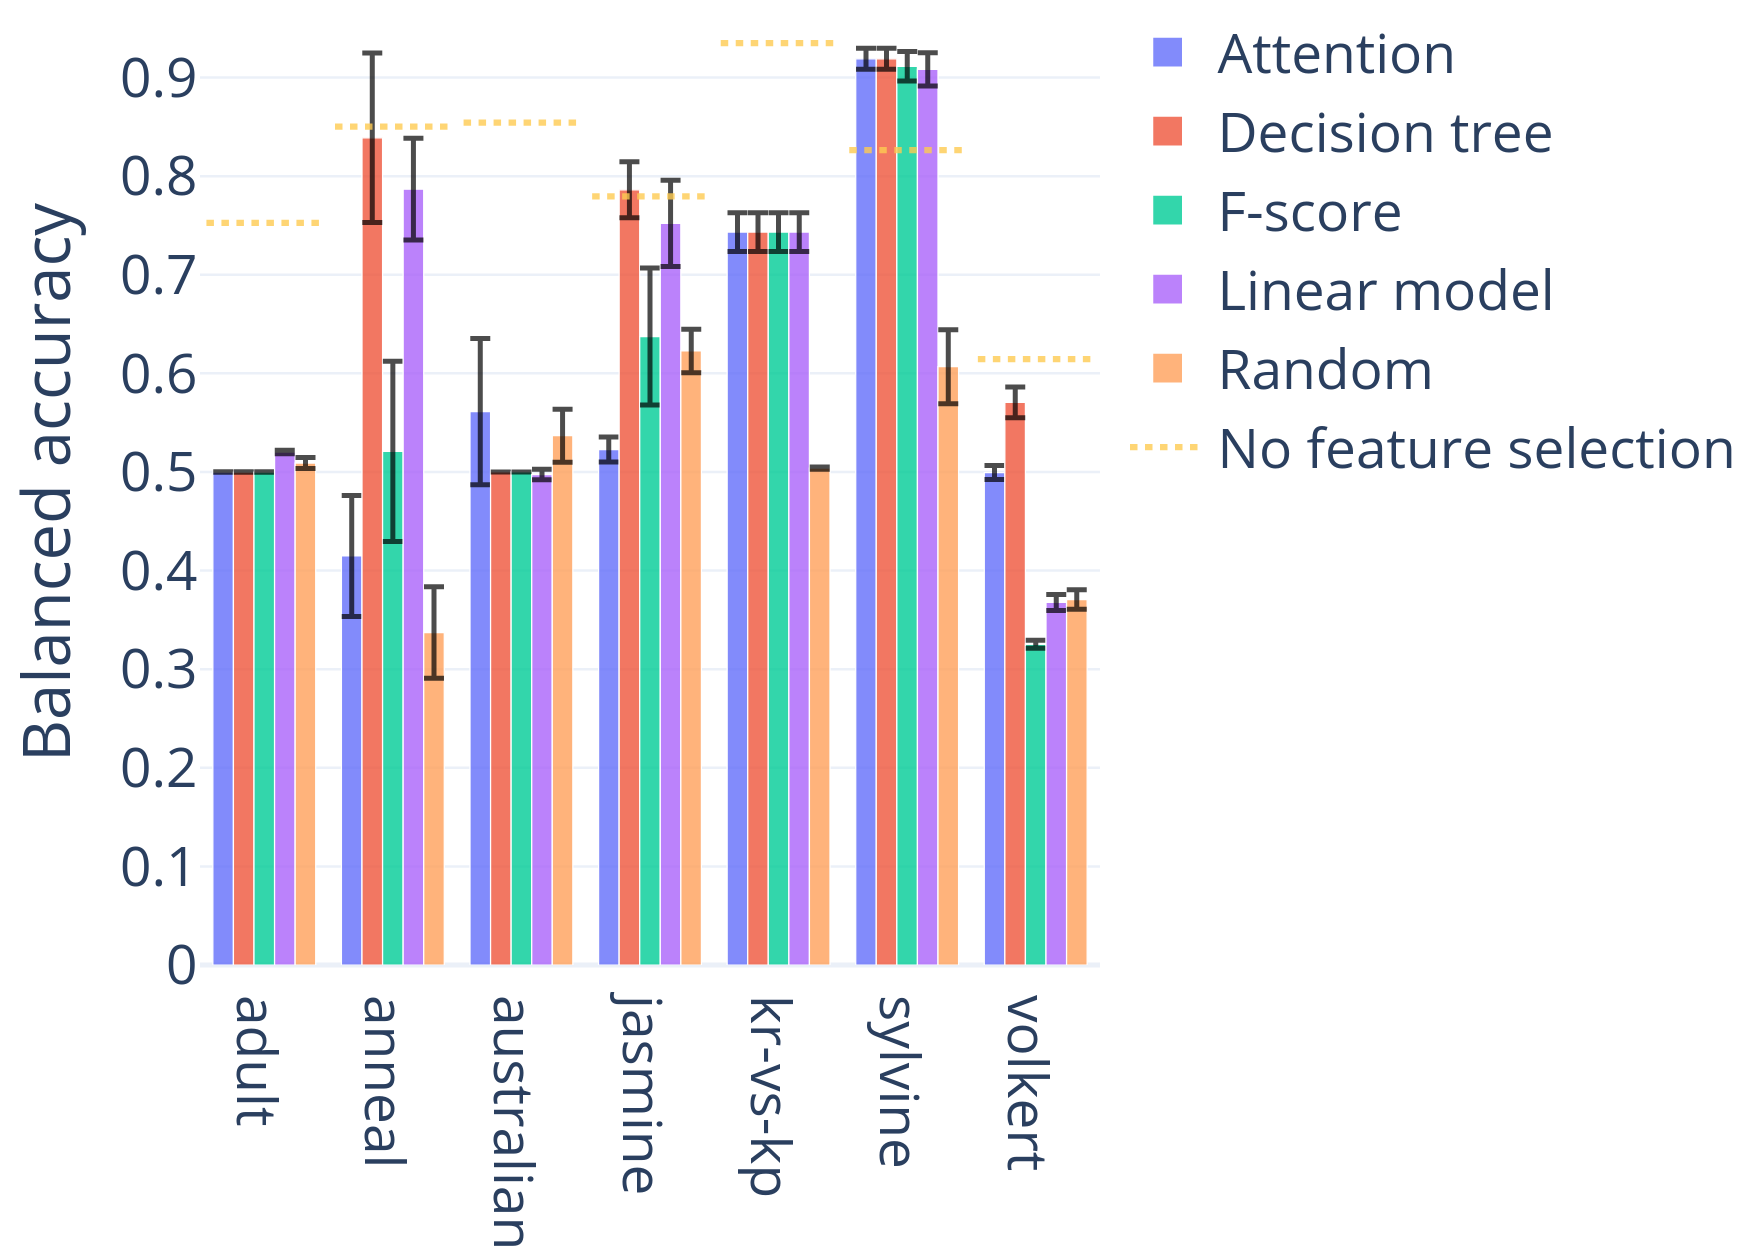 Balanced accuracy
0.9
0.8
0.7
0.6
0.5
0.4
0.3
0.2
0.1
0
adult
anneal
australian
jasmine
kr-vs-kp
sylvine
volkert
Attention
Decision tree
F-score
Linear model
Random
No feature selection